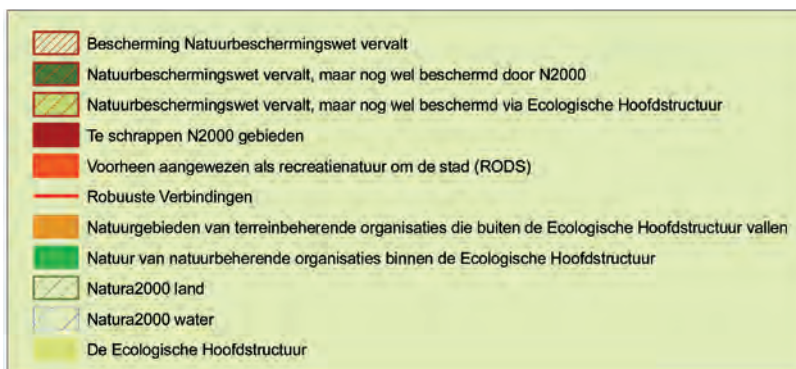 Bescherming Natuurbeschermingswet vervalt
Natuurbeschermingswet vervalt, maar nog wel beschermd door N2000
Natuurbeschermingswet vervalt, maar nog wel beschermd via Ecologische Hoofdstructuur
Te schrappen N2000 gebieden
Voorheen aangewezen als recreatienatuur om de stad (RODS)
Robuuste Verbindingen
Natuurgebieden van terreinbeherende organisaties die buiten de Ecologische Hoofdstructuur vallen
Natuur van natuurbeherende organisaties binnen de Ecologische Hoofdstructuur
Natura2000 land
Natura2000 water
De Ecologische Hoofdstructuur